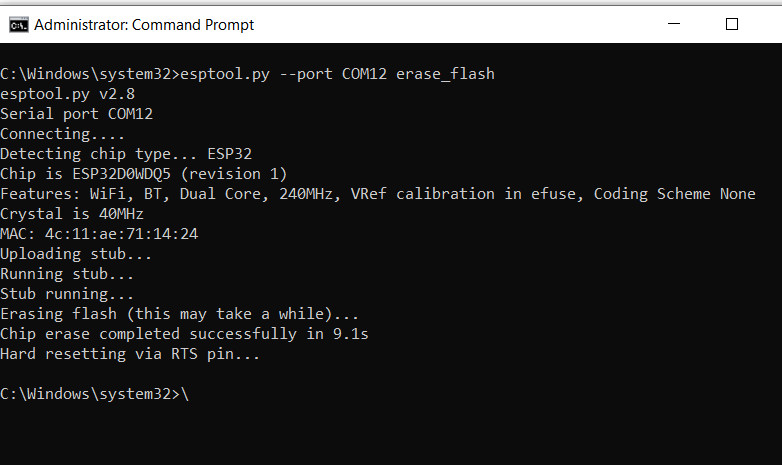 Administrator: Command Prompt
C:\Windows\system32>esptool.py --port COM12 erase_flash
esptool.py v2.8
Serial port COM12
Connecting....
Detecting chip type... ESP32
Chip is ESP32D0WDQ5 (revision 1)
Features: WiFi, BT, Dual Core, 240MHz, VRef calibration in efuse, Coding Scheme None
Crystal is 40MHz
MAC: 4c:11:ae:71:14:24
Uploading stub...
Running stub...
Stub running...
Erasing flash (this may take a while)...
Chip erase completed successfully in 9.1s
Hard resetting via RTS pin...
C:\Windows\system32>\